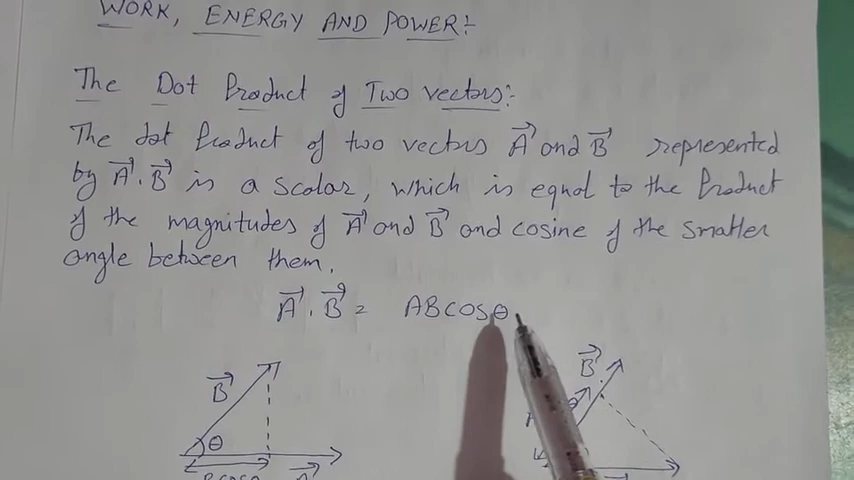 WORK, ENERGY AND POWER:-
The Dot Product of Two vectors:-
The dot Product of two vectors A⃗ and B⃗ represented
by A⃗ . B⃗ is a scalar, which is equal to the Product
of the magnitudes of A⃗ and B⃗ and cosine of the smaller
angle between them.
A⃗ . B⃗ = ABCOSθ
B⃗
B⃗
θ